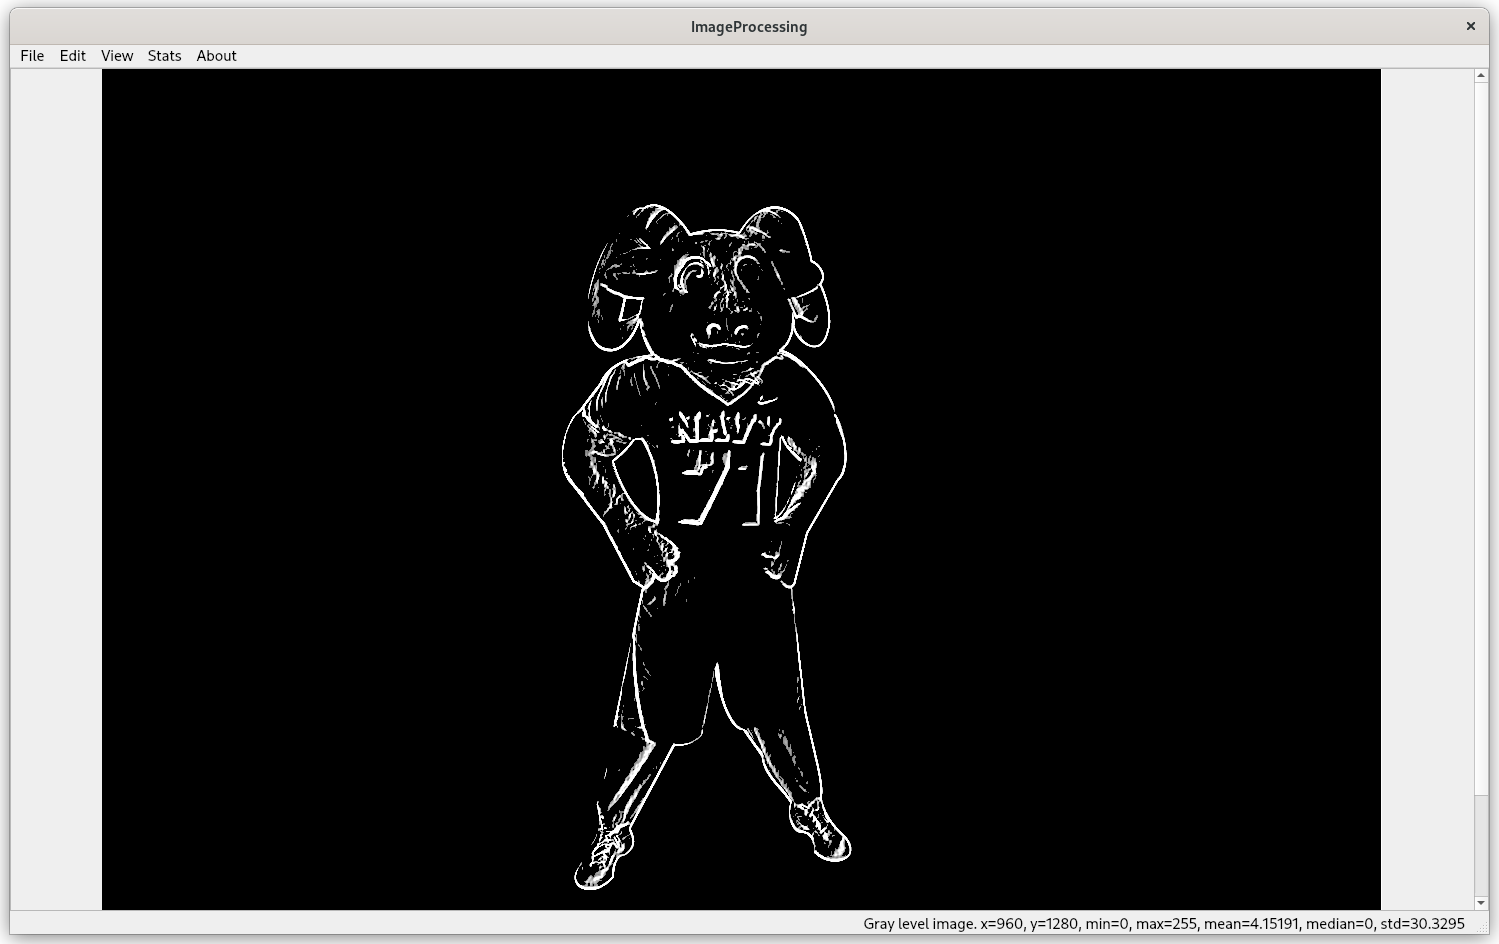 ImageProcessing
File Edit View Stats About
NAVY
71
Gray level image. x=960, y=1280, min=0, max=255, mean=4.15191, median=0, std=30.3295